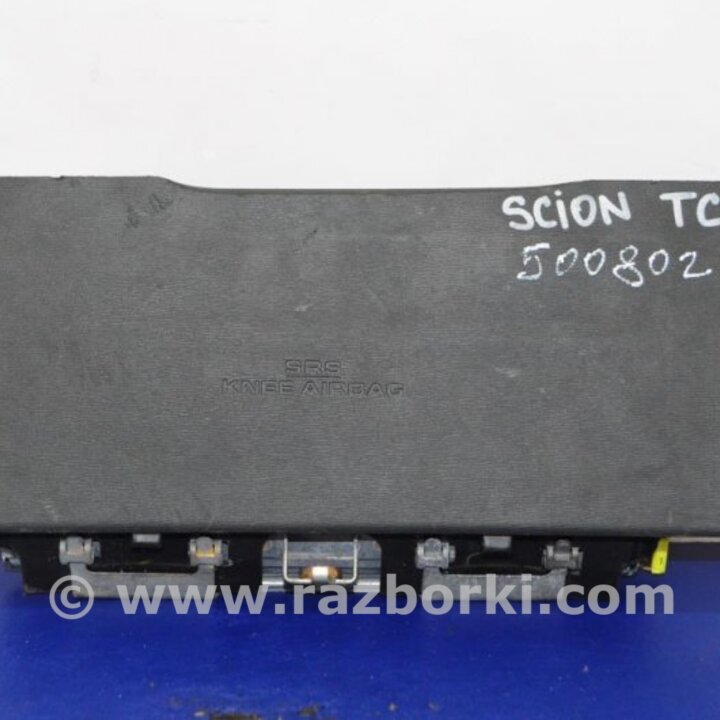 SCION TC
500802
SRS
KNEE AIRBAG
© www.razborki.com